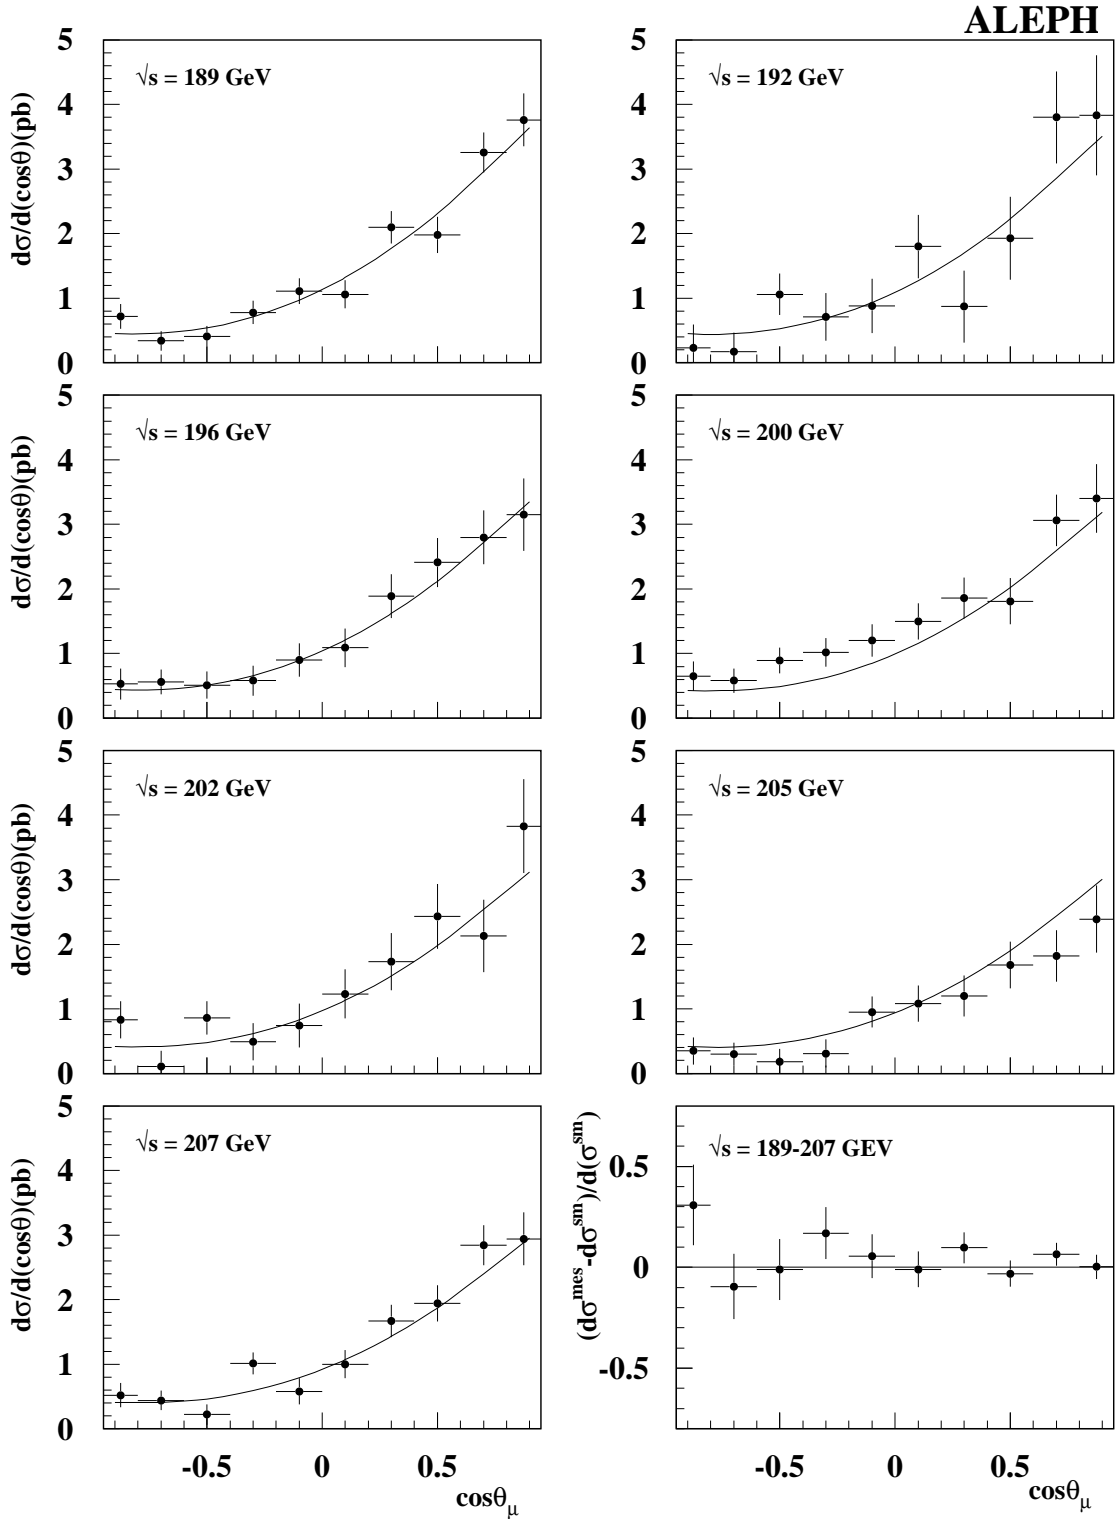 ALEPH
dσ/d(cosθ)(pb)
5
4
3
2
1
0
√s = 189 GeV
5
4
3
2
1
0
√s = 192 GeV
dσ/d(cosθ)(pb)
5
4
3
2
1
0
√s = 196 GeV
5
4
3
2
1
0
√s = 200 GeV
dσ/d(cosθ)(pb)
5
4
3
2
1
0
√s = 202 GeV
5
4
3
2
1
0
√s = 205 GeV
dσ/d(cosθ)(pb)
5
4
3
2
1
0
√s = 207 GeV
-0.5 0 0.5
cosθμ
(dσ^mes-dσ^sm)/d(σ^sm)
0.5
0
-0.5
√s = 189-207 GEV
-0.5 0 0.5
cosθμ